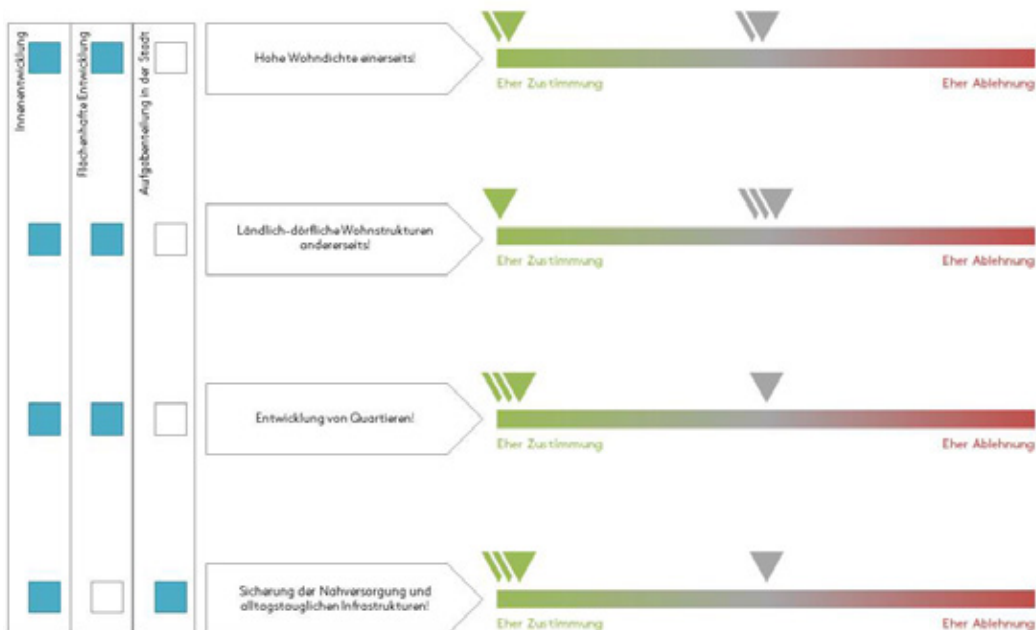 Innenentwicklung
Flächenhafte Entwicklung
Aufgabenteilung in der Stadt
Hohe Wohndichte einerseits!
Eher Zustimmung
Eher Ablehnung
Ländlich-dörfliche Wohnstrukturen
andererseits!
Eher Zustimmung
Eher Ablehnung
Entwicklung von Quartieren!
Eher Zustimmung
Eher Ablehnung
Sicherung der Nahversorgung und
alltagstauglichen Infrastrukturen!
Eher Zustimmung
Eher Ablehnung